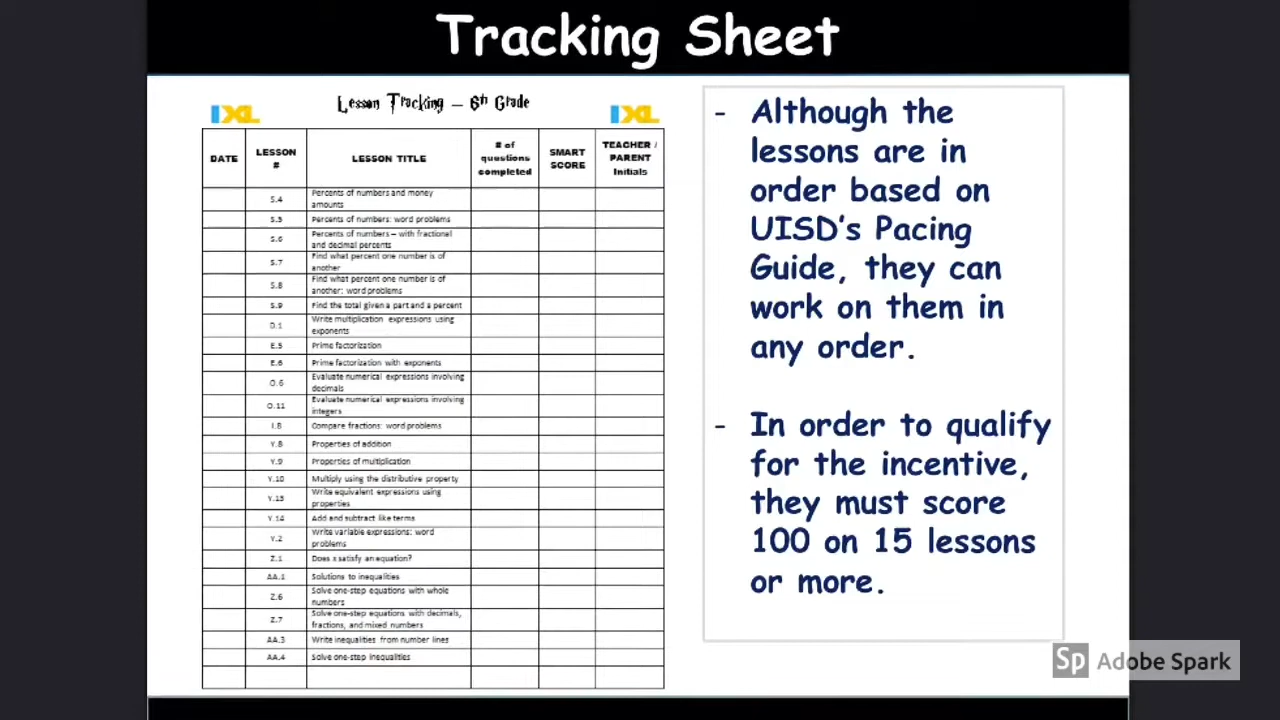 Tracking Sheet
IXL
Lesson Tracking – 6th Grade
IXL
DATE
LESSON
#
LESSON TITLE
# of
questions
completed
SMART
SCORE
TEACHER /
PARENT
Initials
S.4
Percents of numbers and money
amounts
S.5
Percents of numbers: word problems
S.6
Percents of numbers – with fractional
and decimal percents
S.7
Find what percent one number is of
another
S.8
Find what percent one number is of
another: word problems
S.9
Find the total given a part and a percent
D.1
Write multiplication expressions using
exponents
E.5
Prime factorization
E.6
Prime factorization with exponents
O.6
Evaluate numerical expressions involving
decimals
O.11
Evaluate numerical expressions involving
integers
I.8
Compare fractions: word problems
Y.8
Properties of addition
Y.9
Properties of multiplication
Y.10
Multiply using the distributive property
Y.15
Write equivalent expressions using
properties
Y.14
Add and subtract like terms
Y.2
Write variable expressions: word
problems
Z.1
Does x satisfy an equation?
AA.1
Solutions to inequalities
Z.6
Solve one-step equations with whole
numbers
Z.7
Solve one-step equations with decimals,
fractions, and mixed numbers
AA.3
Write inequalities from number lines
AA.4
Solve one-step inequalities
- Although the
lessons are in
order based on
UISD's Pacing
Guide, they can
work on them in
any order.
- In order to qualify
for the incentive,
they must score
100 on 15 lessons
or more.
Sp Adobe Spark